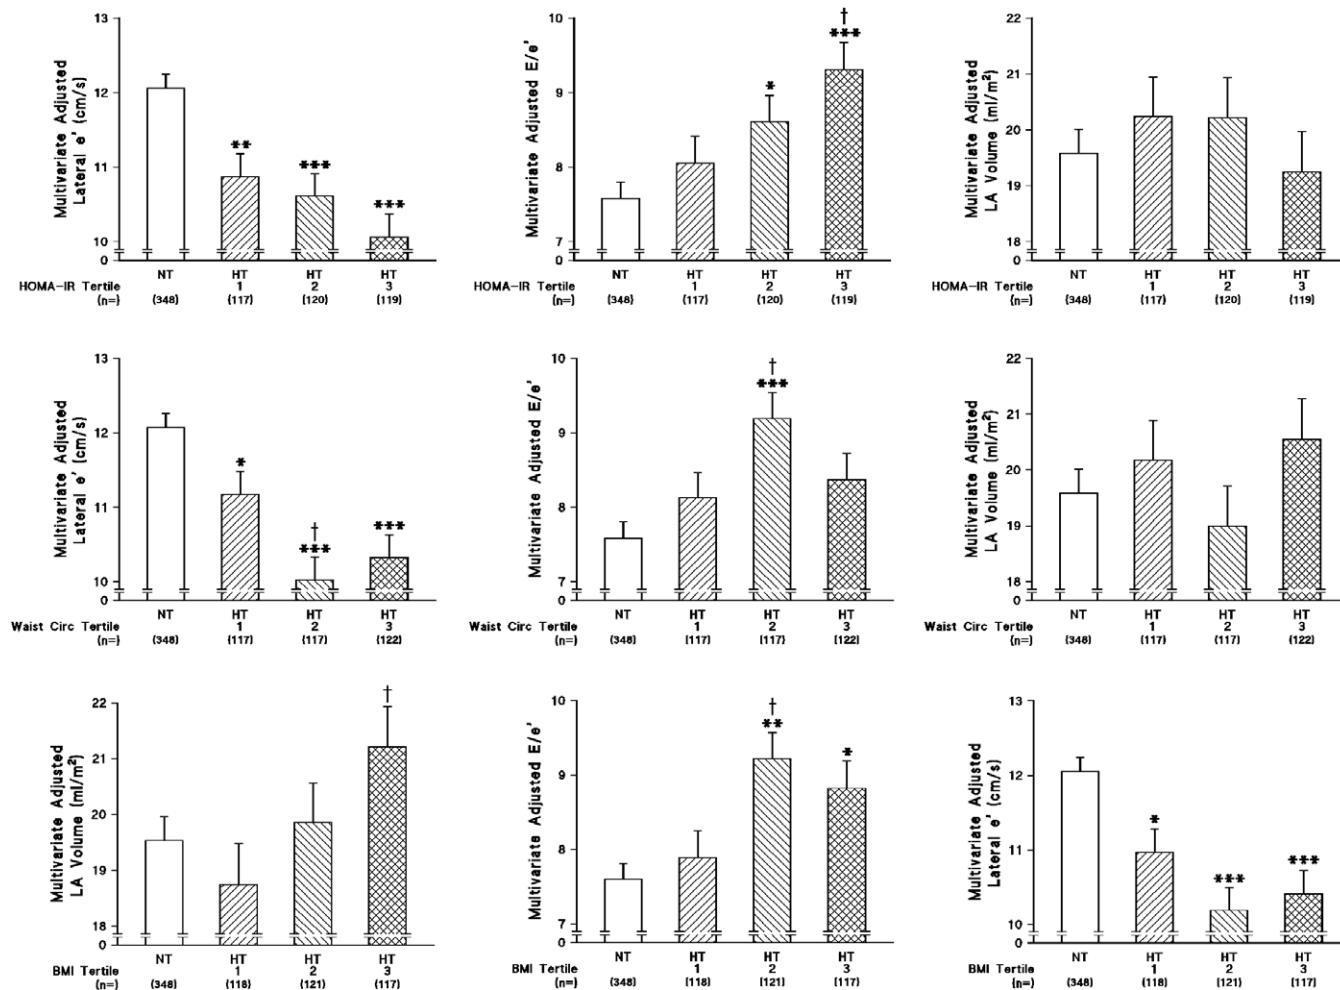 Multivariate Adjusted
Lateral e' (cm/s)
13
12
11
10
0
**
***
***
NT HT HT HT
HOMA-IR Tertile 1 2 3
(n=) (348) (117) (120) (119)
Multivariate Adjusted E/e'
10
9
8
7
0
*
†
***
NT HT HT HT
HOMA-IR Tertile 1 2 3
(n=) (348) (117) (120) (119)
Multivariate Adjusted
LA Volume (ml/m²)
22
21
20
19
18
0
NT HT HT HT
HOMA-IR Tertile 1 2 3
(n=) (348) (117) (120) (119)
Multivariate Adjusted
Lateral e' (cm/s)
13
12
11
10
0
*
†
***
***
NT HT HT HT
Waist Circ Tertile 1 2 3
(n=) (348) (117) (117) (122)
Multivariate Adjusted E/e'
10
9
8
7
0
†
***
NT HT HT HT
Waist Circ Tertile 1 2 3
(n=) (348) (117) (117) (122)
Multivariate Adjusted
LA Volume (ml/m²)
22
21
20
19
18
0
NT HT HT HT
Waist Circ Tertile 1 2 3
(n=) (348) (117) (117) (122)
Multivariate Adjusted
LA Volume (ml/m²)
22
21
20
19
18
0
†
NT HT HT HT
BMI Tertile 1 2 3
(n=) (348) (118) (121) (117)
Multivariate Adjusted E/e'
10
9
8
7
0
†
**
*
NT HT HT HT
BMI Tertile 1 2 3
(n=) (348) (118) (121) (117)
Multivariate Adjusted
Lateral e' (cm/s)
13
12
11
10
0
*
***
***
NT HT HT HT
BMI Tertile 1 2 3
(n=) (348) (118) (121) (117)